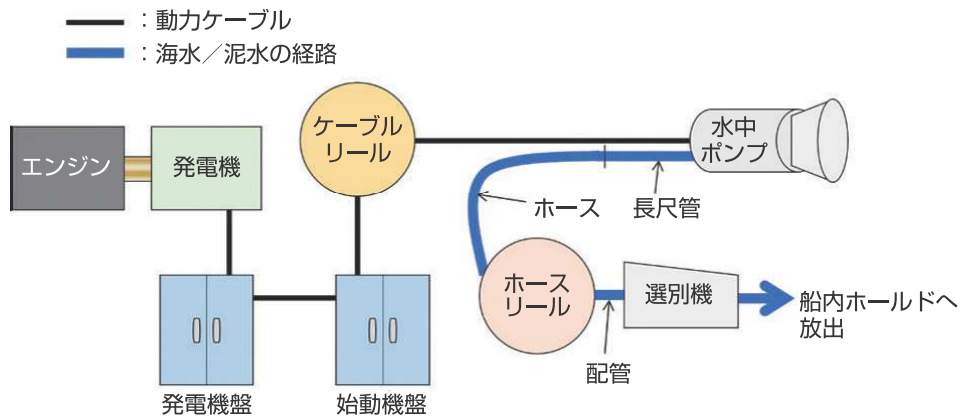 ：動力ケーブル
：海水／泥水の経路
エンジン
発電機
ケーブル
リール
水中
ポンプ
ホース
長尺管
ホース
リール
選別機
船内ホールドへ
放出
配管
発電機盤
始動機盤